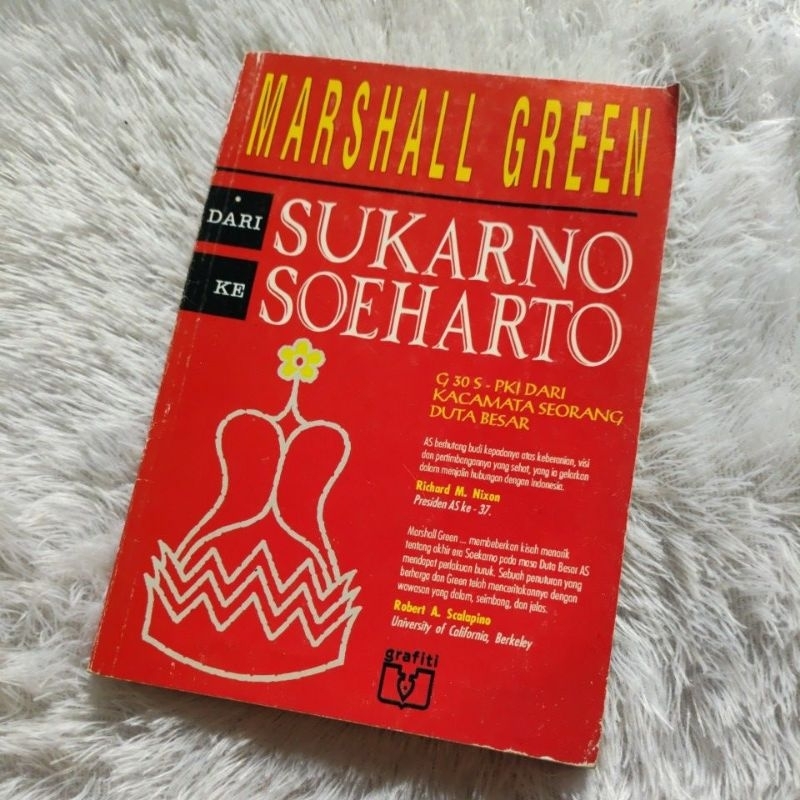 MARSHALL GREEN
DARI SUKARNO
KE SOEHARTO
G 30 S - PKI DARI
KACAMATA SEORANG
DUTA BESAR
AS berhutang budi kepadanya atas keberanian, visi
dan pertimbangannya yang sehat, yang ia gelarkan
dalam menjalin hubungan dengan Indonesia.
Richard M. Nixon
Presiden AS ke - 37.
Marshall Green ... membeberkan kisah menarik
tentang akhir era Soekarno pada masa Duta Besar AS
mendapat perlakuan buruk. Sebuah penuturan yang
berharga dan Green telah menceritakannya dengan
wawasan yang dalam, seimbang, dan jelas.
Robert A. Scalapino
University of California, Berkeley
grafiti